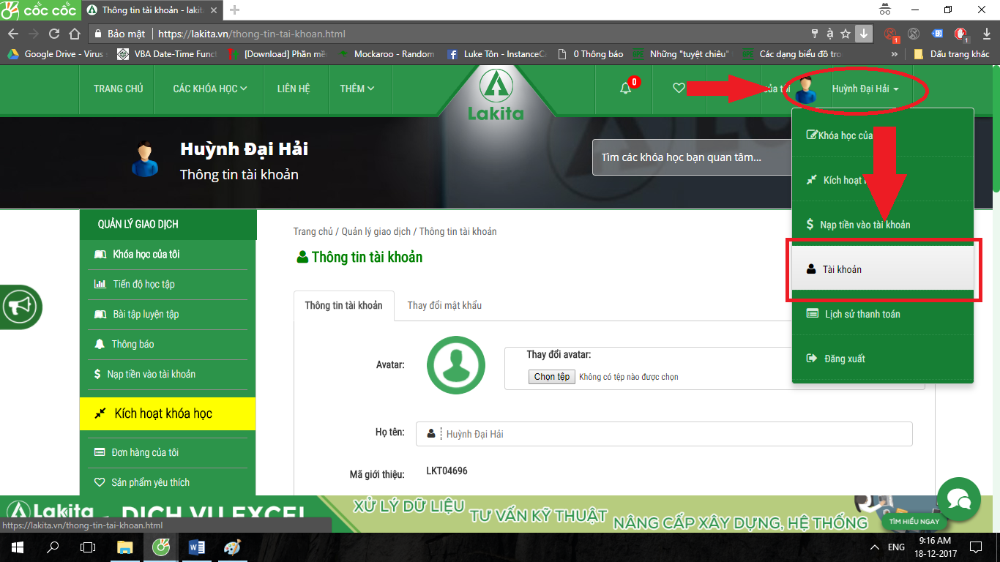 cốc cốc
Thông tin tài khoản - laki
Bảo mật
https://lakita.vn/thong-tin-tai-khoan.html
Google Drive - Virus
VBA Date-Time Funct
[Download] Phần mề
Mockaroo - Random
Luke Tôn - InstanceCa
0 Thông báo
Những "tuyệt chiêu"
Các dạng biểu đồ tro
»
Dấu trang khác
TRANG CHỦ
CÁC KHÓA HỌC
LIÊN HỆ
THÊM
Lakita
0
của tôi
Huỳnh Đại Hải
Huỳnh Đại Hải
Thông tin tài khoản
Tìm các khóa học bạn quan tâm...
Khóa học của
Kích hoạt
Nạp tiền vào tài khoản
Tài khoản
Lịch sử thanh toán
Đăng xuất
QUẢN LÝ GIAO DỊCH
Khóa học của tôi
Tiến độ học tập
Bài tập luyện tập
Thông báo
Nạp tiền vào tài khoản
Kích hoạt khóa học
Đơn hàng của tôi
Sản phẩm yêu thích
Trang chủ / Quản lý giao dịch / Thông tin tài khoản
Thông tin tài khoản
Thông tin tài khoản
Thay đổi mật khẩu
Avatar:
Thay đổi avatar:
Chọn tệp Không có tệp nào được chọn
Họ tên:
Huỳnh Đại Hải
Mã giới thiệu:
LKT04696
Lakita - DỊCH VỤ EXCEL
XỬ LÝ DỮ LIỆU
TƯ VẤN KỸ THUẬT
NÂNG CẤP XÂY DỰNG, HỆ THỐNG
TÌM HIỂU NGAY
https://lakita.vn/thong-tin-tai-khoan.html
ENG
9:16 AM
18-12-2017